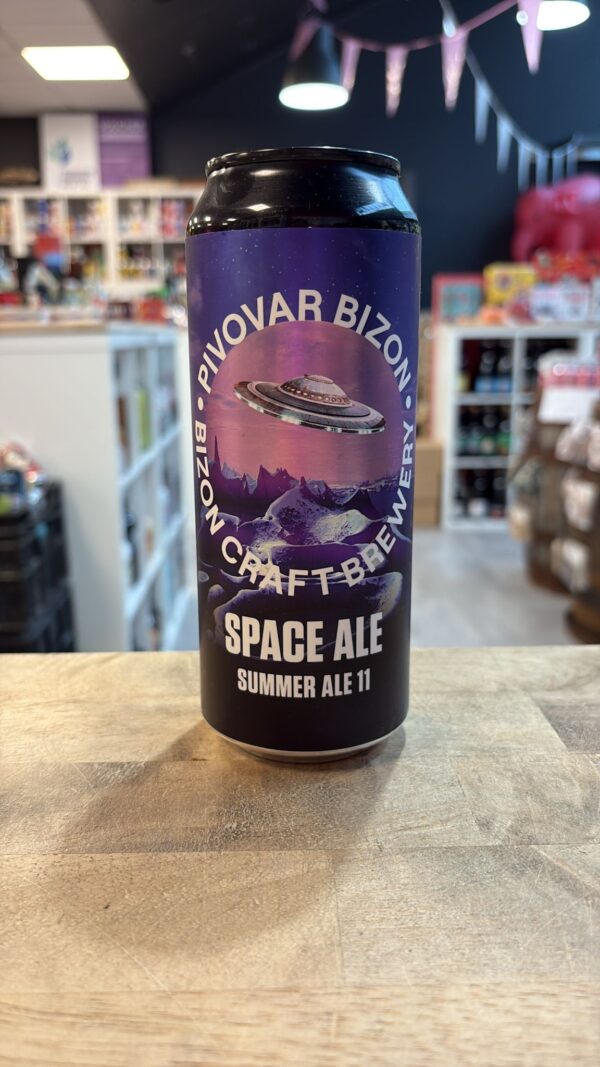 PIVOVAR BIZON
• BIZON CRAFT BREWERY •
SPACE ALE
SUMMER ALE 11